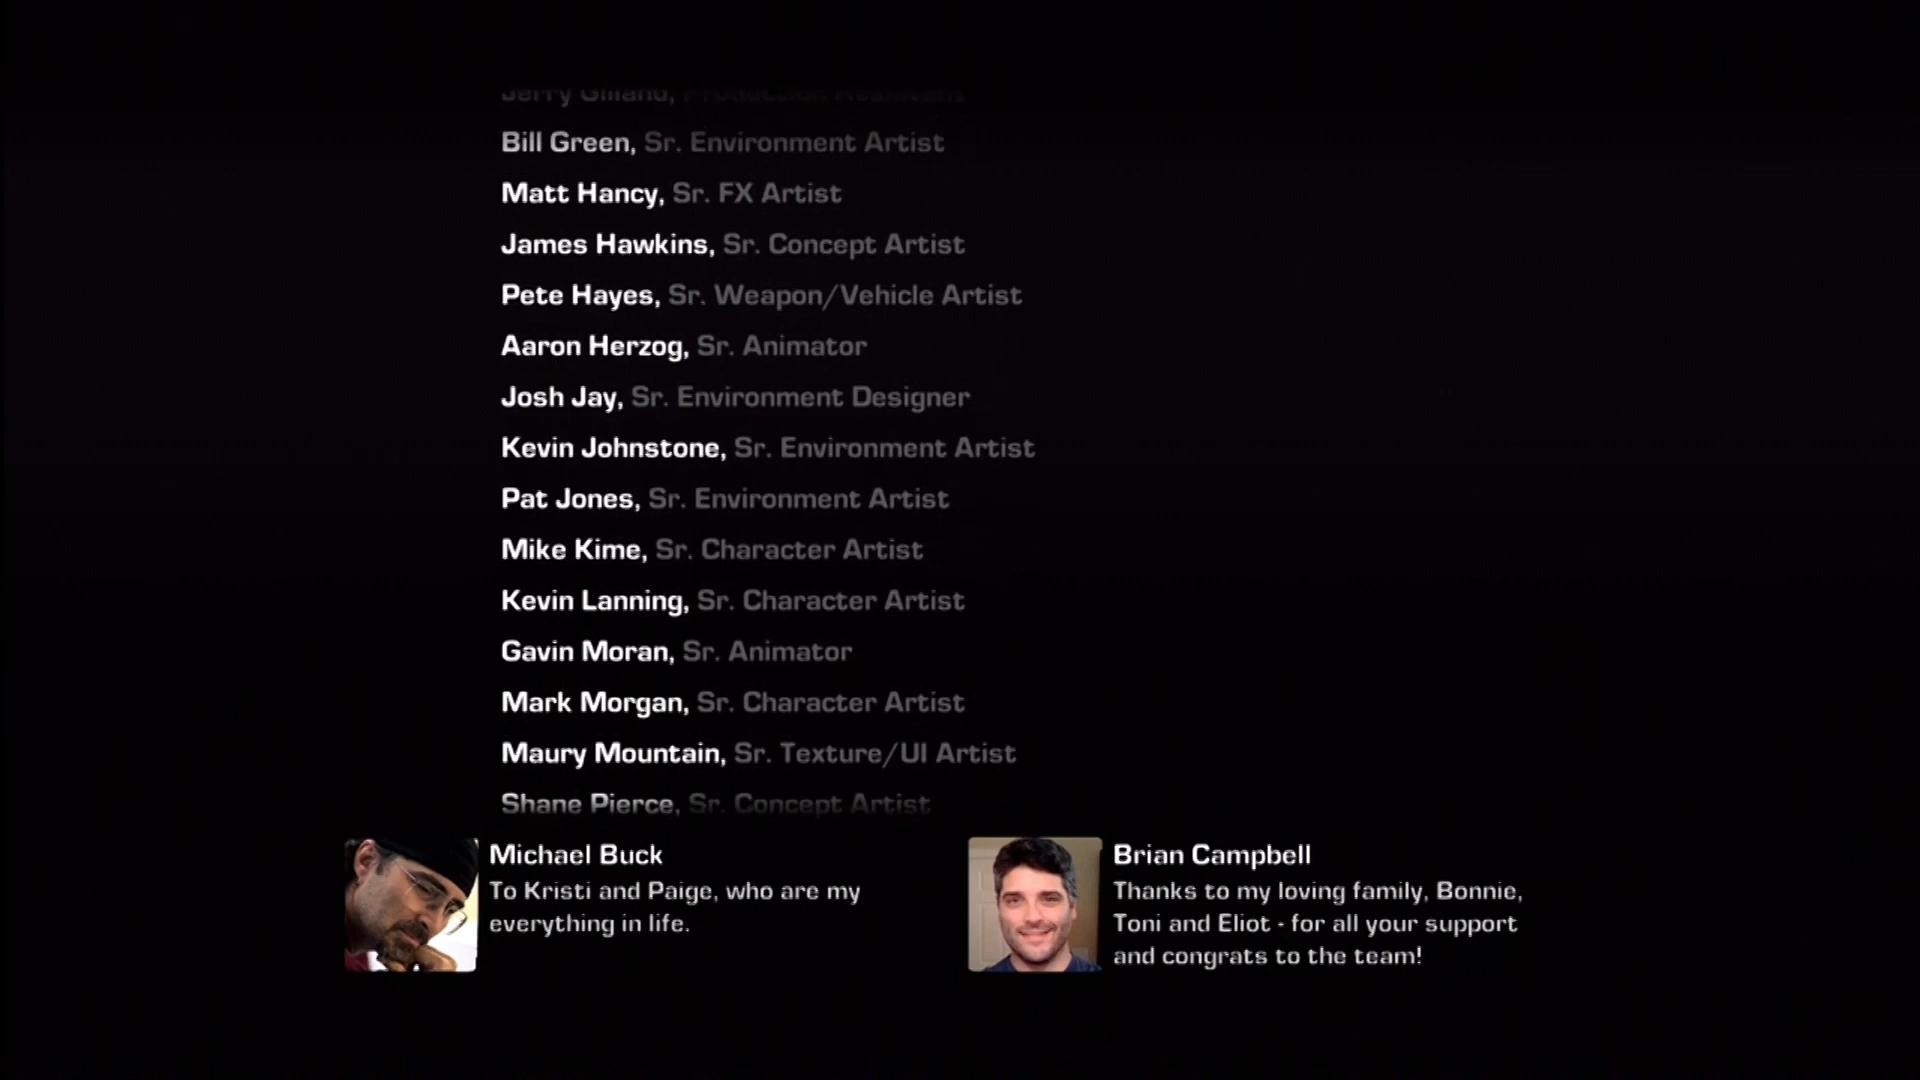 Jerry Gilland, Production Assistant
Bill Green, Sr. Environment Artist
Matt Hancy, Sr. FX Artist
James Hawkins, Sr. Concept Artist
Pete Hayes, Sr. Weapon/Vehicle Artist
Aaron Herzog, Sr. Animator
Josh Jay, Sr. Environment Designer
Kevin Johnstone, Sr. Environment Artist
Pat Jones, Sr. Environment Artist
Mike Kime, Sr. Character Artist
Kevin Lanning, Sr. Character Artist
Gavin Moran, Sr. Animator
Mark Morgan, Sr. Character Artist
Maury Mountain, Sr. Texture/UI Artist
Shane Pierce, Sr. Concept Artist
Michael Buck
To Kristi and Paige, who are my
everything in life.
Brian Campbell
Thanks to my loving family, Bonnie,
Toni and Eliot - for all your support
and congrats to the team!